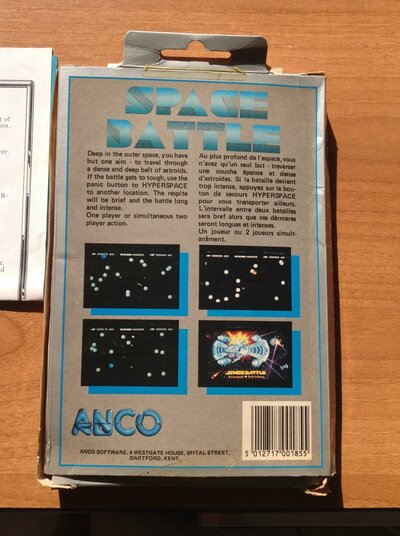 SPACE
BATTLE
Deep in the outer space, you have
but one aim - to travel through
a dense and deep belt of astroids.
If the battle gets to tough, use the
panic button to HYPERSPACE
to another location. The respite
will be brief and the battle long
and intense.
One player or simultaneous two
player action.
Au plus profond de l'espace, vous
n'avez qu'un seul but - traverser
une couche épaisse et dense
d'astroides. Si la bataille devient
trop intense, appuyez sur le bou-
ton de secours HYPERSPACE
pour vous transporter ailleurs.
L'intervalle entre deux batailles
sera bref alors que ces dernières
seront longues et intenses.
Un joueur ou 2 joueurs simult-
anément.
SPACE BATTLE
ANCO
ANCO SOFTWARE, 4 WESTGATE HOUSE, SPITAL STREET,
DARTFORD, KENT.
5 012717 001855